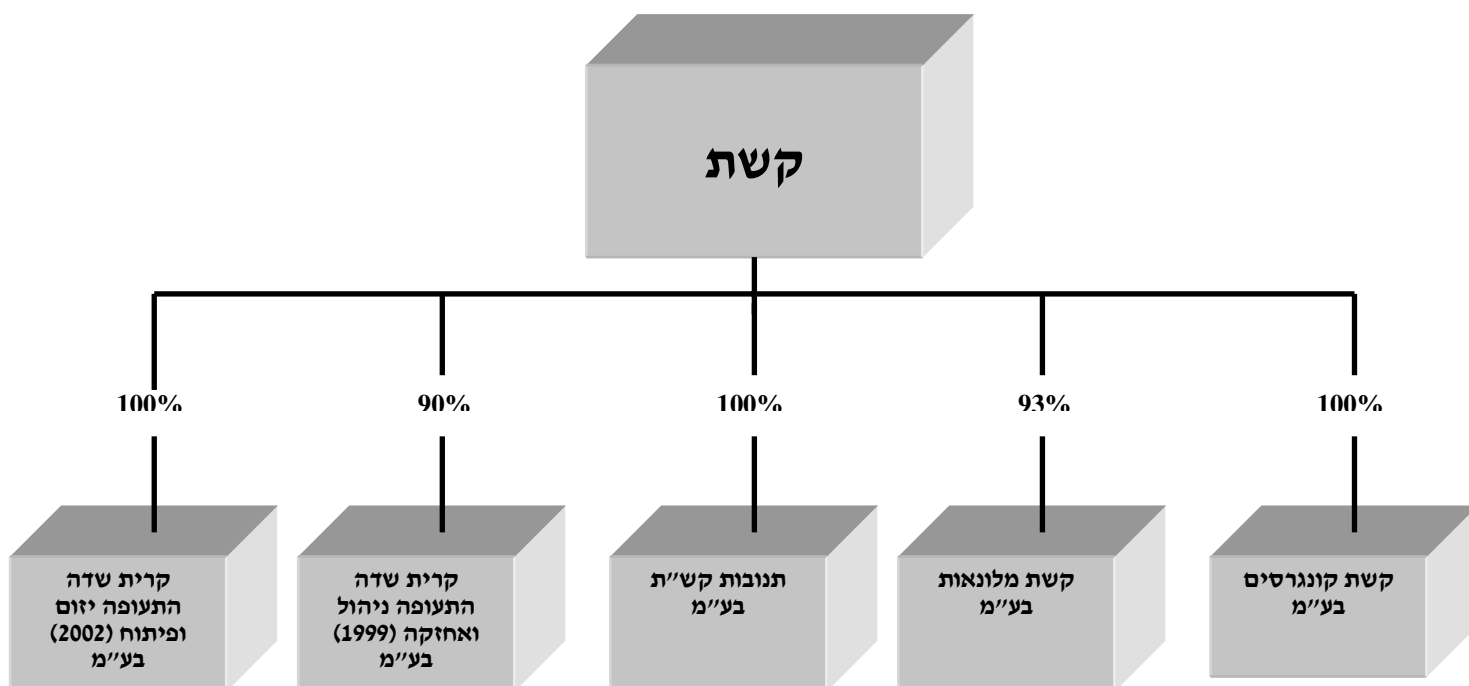 קשת
100%
93%
100%
90%
100%
קשת קונגרסים
בע״מ
קשת מלונאות
בע״מ
תנובות קש״ת
בע״מ
קרית שדה
התעופה ניהול
ואחזקה (1999)
בע״מ
קרית שדה
התעופה יזום
ופיתוח (2002)
בע״מ